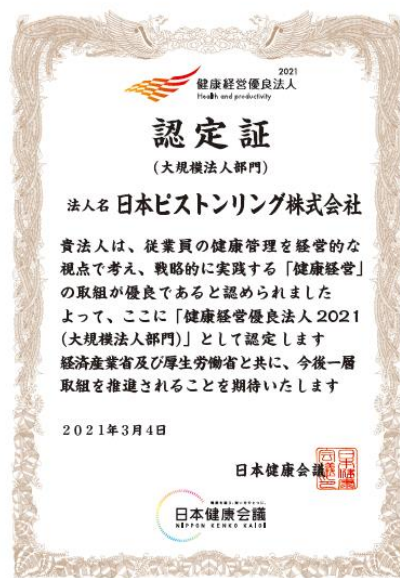 2021
健康経営優良法人
Health and productivity
認定証
(大規模法人部門)
法人名 日本ピストンリング株式会社
貴法人は、従業員の健康管理を経営的な
視点で考え、戦略的に実践する「健康経営」
の取組が優良であると認められました
よって、ここに「健康経営優良法人2021
(大規模法人部門)」として認定します
経済産業省及び厚生労働省と共に、今後一層
取組を推進されることを期待いたします
2021年3月4日
日本健康会議
日本健康会議
NIPPON KENKO KAIGI